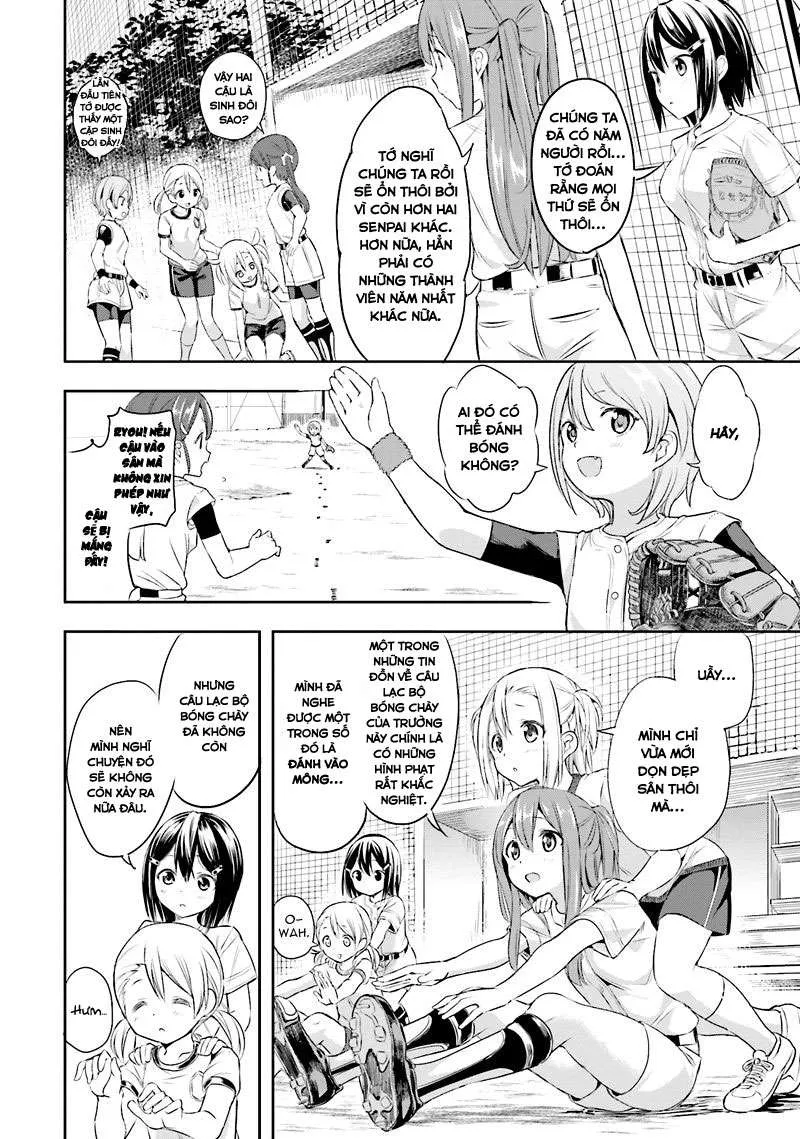 CHÚNG TA
ĐÃ CÓ NĂM
NGƯỜI RỒI...
TỚ ĐOÁN
RẰNG MỌI
THỨ SẼ ỔN
THÔI...
TỚ NGHĨ
CHÚNG TA RỒI
SẼ ỔN THÔI BỞI
VÌ CÒN HƠN HAI
SENPAI KHÁC.
HƠN NỮA, HẲN
PHẢI CÓ
NHỮNG THÀNH
VIÊN NĂM NHẤT
KHÁC NỮA.
VẬY HAI
CẬU LÀ
SINH ĐÔI
SAO?
LẦN
ĐẦU TIÊN
TỚ ĐƯỢC
THẤY MỘT
CẶP SINH
ĐÔI ĐẤY!
HÂY,
AI ĐÓ CÓ
THỂ ĐÁNH
BÓNG
KHÔNG?
RYOU! NẾU
CẬU VÀO
SÂN MÀ
KHÔNG XIN
PHÉP NHƯ
VẬY,
CẬU
SẼ BỊ
MẮNG
ĐẤY!
UẦY...
MÌNH CHỈ
VỪA MỚI
DỌN DẸP
SÂN THÔI
MÀ...
MỘT TRONG
NHỮNG TIN
ĐỒN VỀ CÂU
LẠC BỘ
BÓNG CHÀY
CỦA TRƯỜNG
NÀY CHÍNH LÀ
CÓ NHỮNG
HÌNH PHẠT
RẤT KHẮC
NGHIỆT.
MÌNH ĐÃ
NGHE
ĐƯỢC MỘT
TRONG SỐ
ĐÓ LÀ
ĐÁNH VÀO
MÔNG...
O-
WAH.
NHƯNG
CÂU LẠC BỘ
BÓNG CHÀY
ĐÃ KHÔNG
CÒN
NÊN
MÌNH NGHĨ
CHUYỆN ĐÓ
SẼ KHÔNG
CÒN XẢY RA
NỮA ĐÂU.
Hưm...